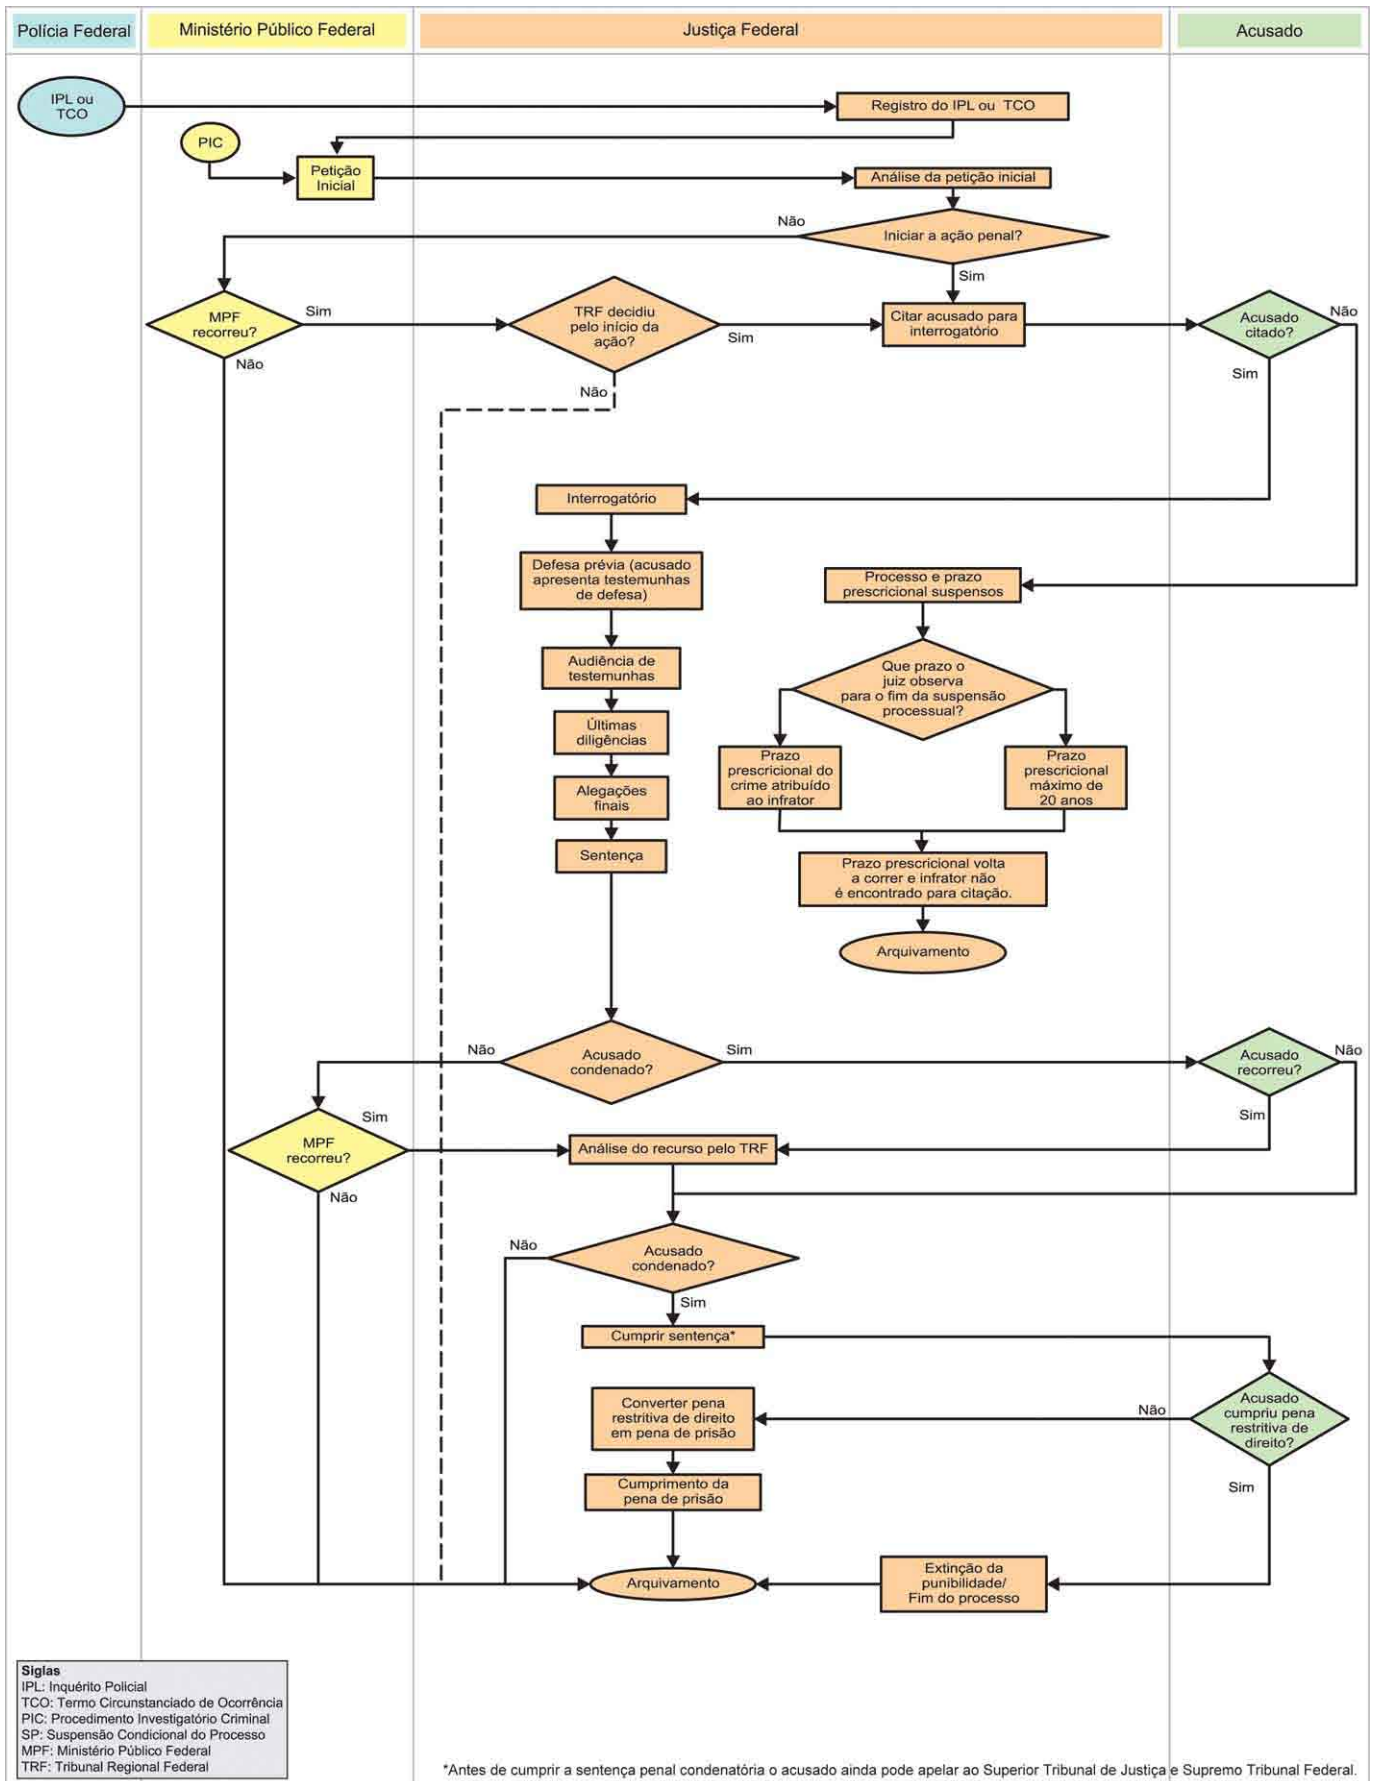 Polícia Federal
Ministério Público Federal
Justiça Federal
Acusado
IPL ou
TCO
Registro do IPL ou TCO
PIC
Petição
Inicial
Análise da petição inicial
Não
Iniciar a ação penal?
Sim
MPF
recorreu?
Sim
Não
TRF decidiu
pelo início da
ação?
Sim
Não
Citar acusado para
interrogatório
Acusado
citado?
Não
Sim
Interrogatório
Defesa prévia (acusado
apresenta testemunhas
de defesa)
Audiência de
testemunhas
Últimas
diligências
Alegações
finais
Sentença
Processo e prazo
prescricional suspensos
Que prazo o
juiz observa
para o fim da suspensão
processual?
Prazo
prescricional do
crime atribuído
ao infrator
Prazo
prescricional
máximo de
20 anos
Prazo prescricional volta
a correr e infrator não
é encontrado para citação.
Arquivamento
Não
Acusado
condenado?
Sim
Acusado
recorreu?
Não
Sim
MPF
recorreu?
Sim
Não
Análise do recurso pelo TRF
Não
Acusado
condenado?
Sim
Cumprir sentença*
Acusado
cumpriu pena
restritiva de
direito?
Não
Sim
Converter pena
restritiva de direito
em pena de prisão
Cumprimento da
pena de prisão
Arquivamento
Extinção da
punibilidade/
Fim do processo
Siglas
IPL: Inquérito Policial
TCO: Termo Circunstanciado de Ocorrência
PIC: Procedimento Investigatório Criminal
SP: Suspensão Condicional do Processo
MPF: Ministério Público Federal
TRF: Tribunal Regional Federal
*Antes de cumprir a sentença penal condenatória o acusado ainda pode apelar ao Superior Tribunal de Justiça e Supremo Tribunal Federal.